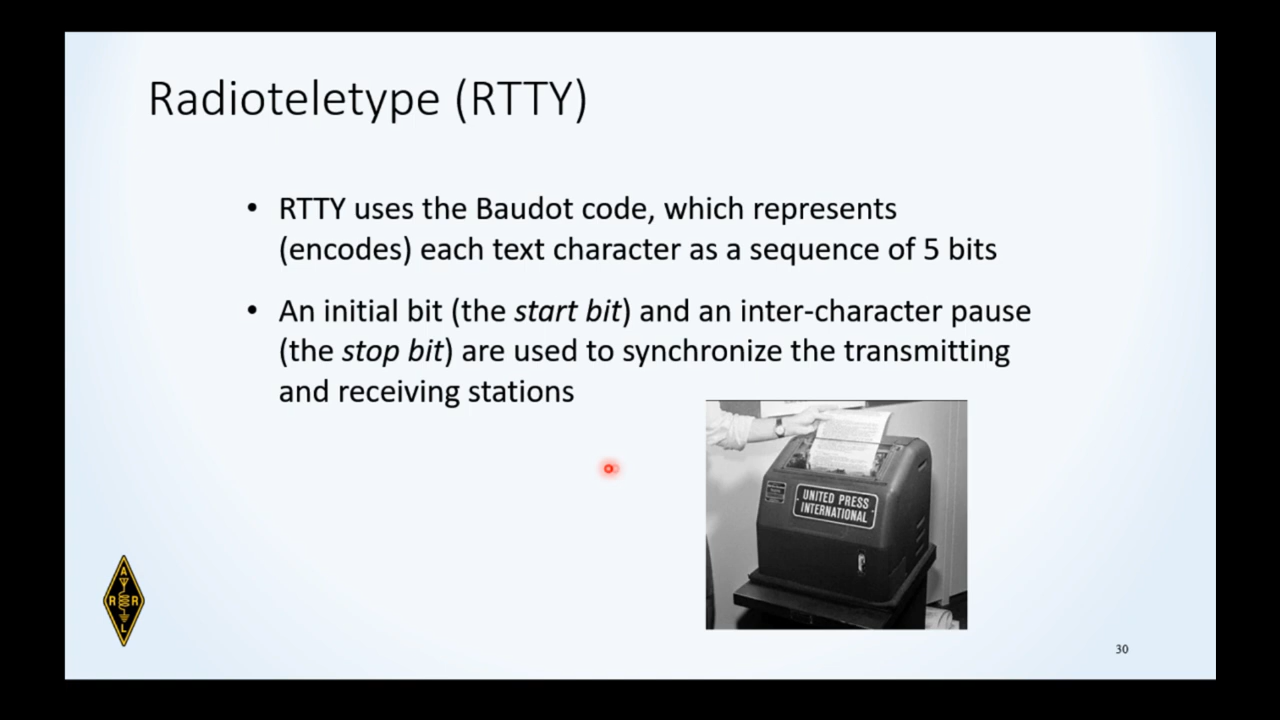 Radioteletype (RTTY)
• RTTY uses the Baudot code, which represents
(encodes) each text character as a sequence of 5 bits
• An initial bit (the start bit) and an inter-character pause
(the stop bit) are used to synchronize the transmitting
and receiving stations
UNITED PRESS
INTERNATIONAL
A
R R
L
30